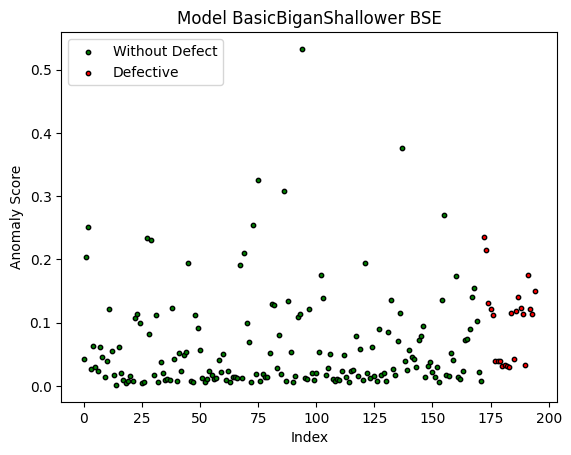 Model BasicBiganShallower BSE
Without Defect
Defective
Anomaly Score
0.5
0.4
0.3
0.2
0.1
0.0
0 25 50 75 100 125 150 175 200
Index